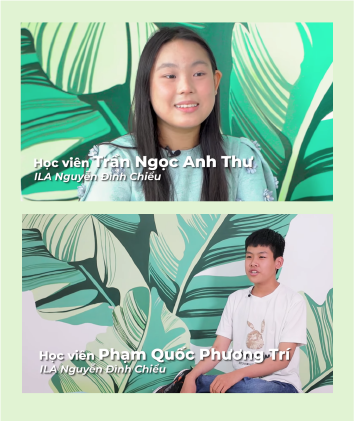 Học viên Trần Ngọc Anh Thư
ILA Nguyễn Đình Chiểu
Học viên Phạm Quốc Phương Trí
ILA Nguyễn Đình Chiểu